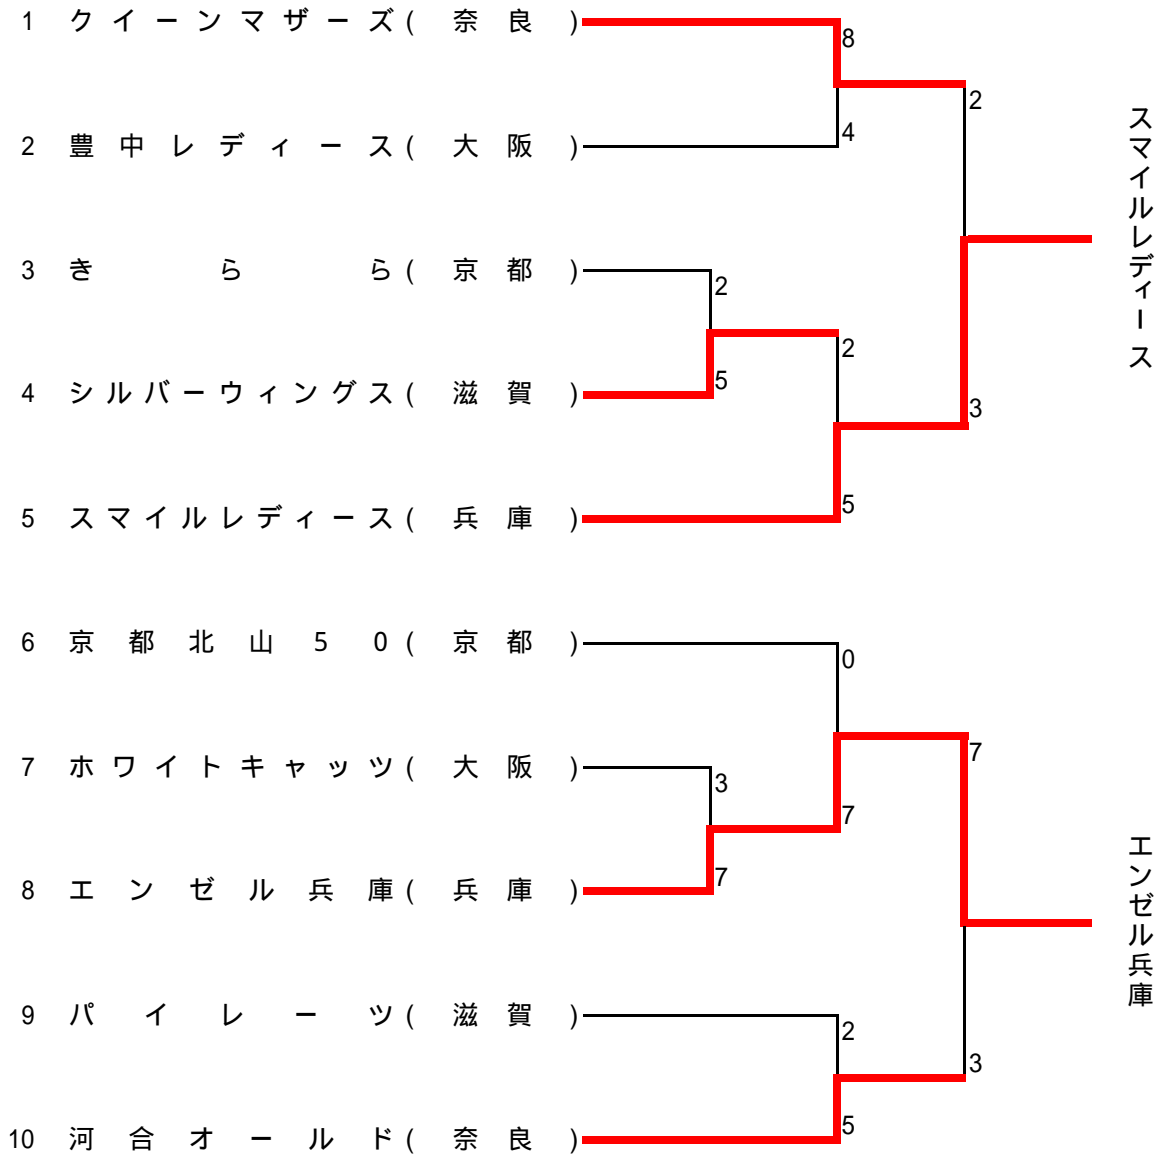 1 クイーンマザーズ(奈良)
8
2
2 豊中レディース(大阪)
4
スマイルレディース
3 きらら(京都)
2
2
4 シルバーウィングス(滋賀)
5
3
5 スマイルレディース(兵庫)
5
6 京都北山50(京都)
0
7
7 ホワイトキャッツ(大阪)
3
7
8 エンゼル兵庫(兵庫)
7
エンゼル兵庫
9 パイレーツ(滋賀)
2
3
10 河合オールド(奈良)
5